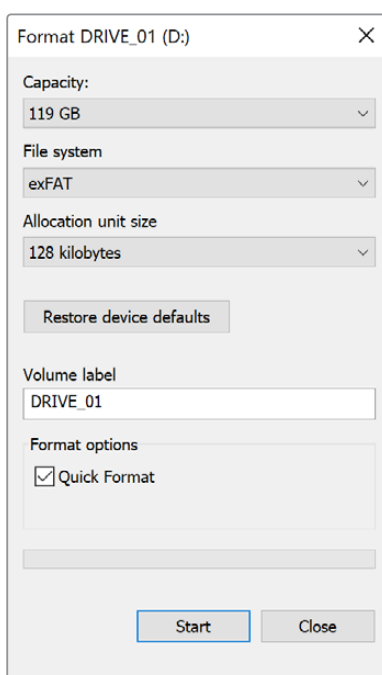 Format DRIVE_01 (D:)
Capacity:
119 GB
File system
exFAT
Allocation unit size
128 kilobytes
Restore device defaults
Volume label
DRIVE_01
Format options
Quick Format
Start Close